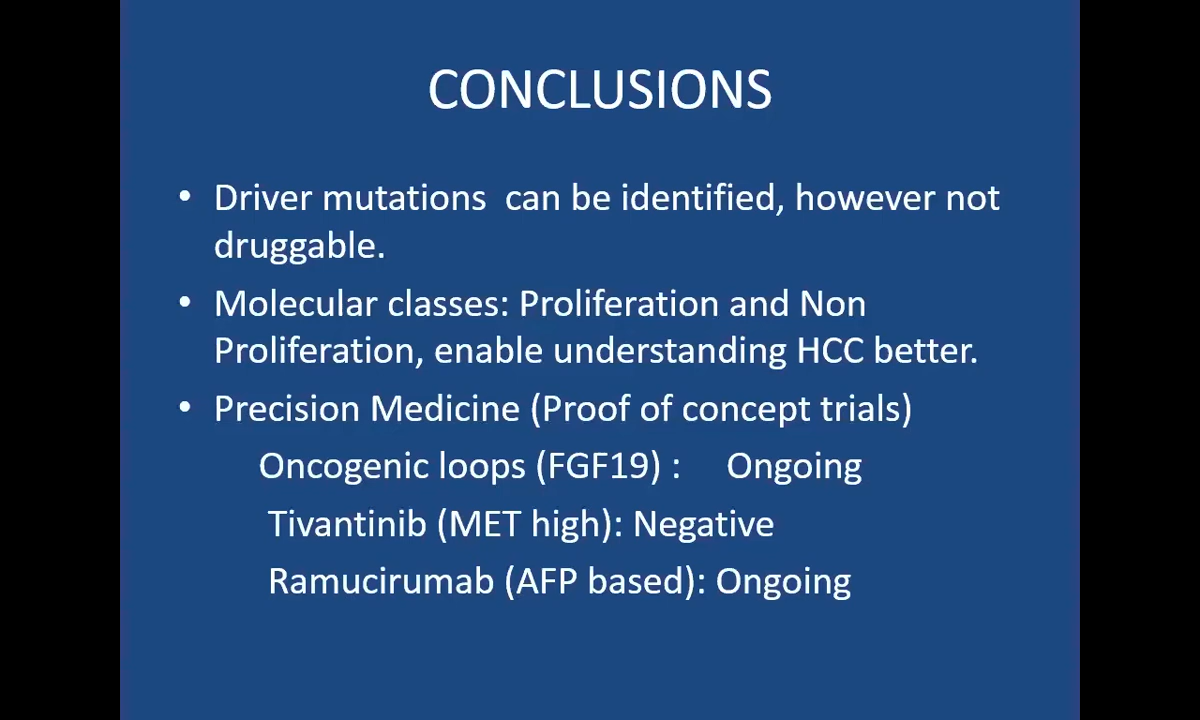 CONCLUSIONS
• Driver mutations can be identified, however not
druggable.
• Molecular classes: Proliferation and Non
Proliferation, enable understanding HCC better.
• Precision Medicine (Proof of concept trials)
Oncogenic loops (FGF19) : Ongoing
Tivantinib (MET high): Negative
Ramucirumab (AFP based): Ongoing